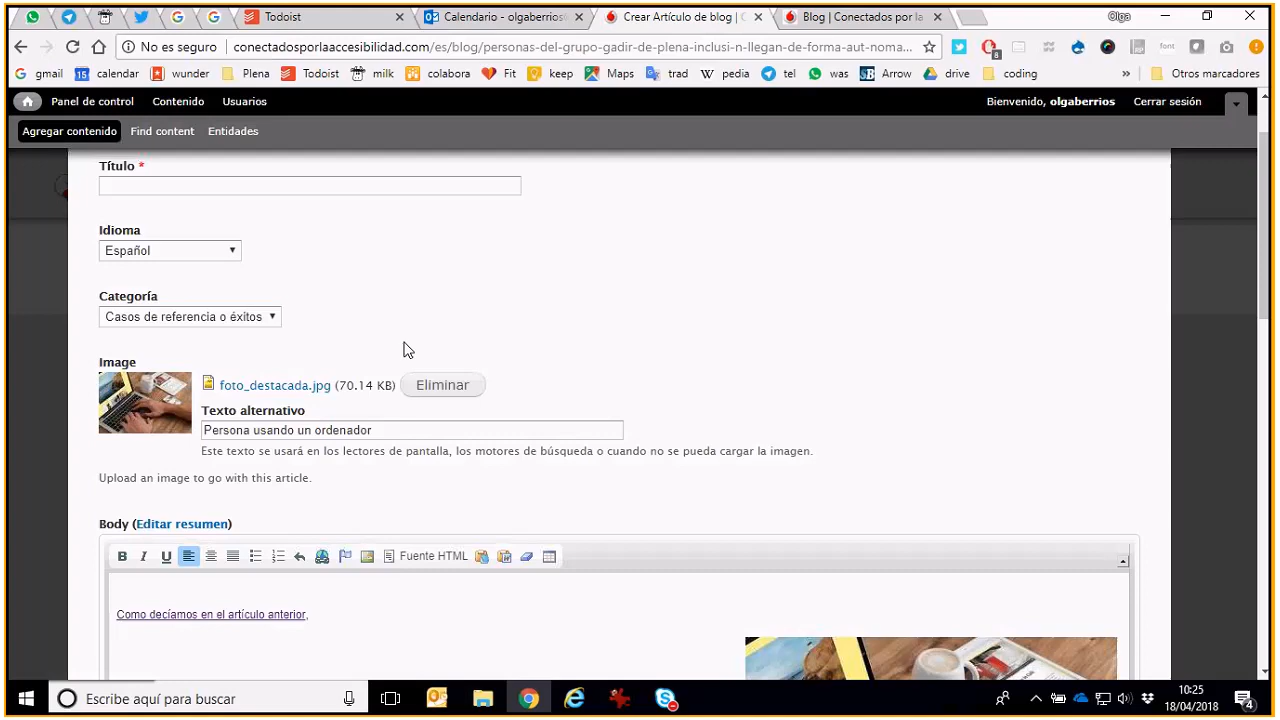 Todoist
Calendario - olgaberrios
Crear Artículo de blog | C
Blog | Conectados por la
Olga
No es seguro
conectadosporlaaccesibilidad.com/es/blog/personas-del-grupo-gadir-de-plena-inclusi-n-llegan-de-forma-aut-noma...
8
gmail
15 calendar
wunder
Plena
Todoist
milk
colabora
Fit
keep
Maps
trad
W pedia
tel
was
Arrow
drive
coding
»
Otros marcadores
Panel de control
Contenido
Usuarios
Bienvenido, olgaberrios
Cerrar sesión
Agregar contenido
Find content
Entidades
Título *
Idioma
Español
Categoría
Casos de referencia o éxitos
Image
foto_destacada.jpg (70.14 KB)
Eliminar
Texto alternativo
Persona usando un ordenador
Este texto se usará en los lectores de pantalla, los motores de búsqueda o cuando no se pueda cargar la imagen.
Upload an image to go with this article.
Body (Editar resumen)
B I U Fuente HTML
Como decíamos en el artículo anterior,
Escribe aquí para buscar
10:25
18/04/2018
4